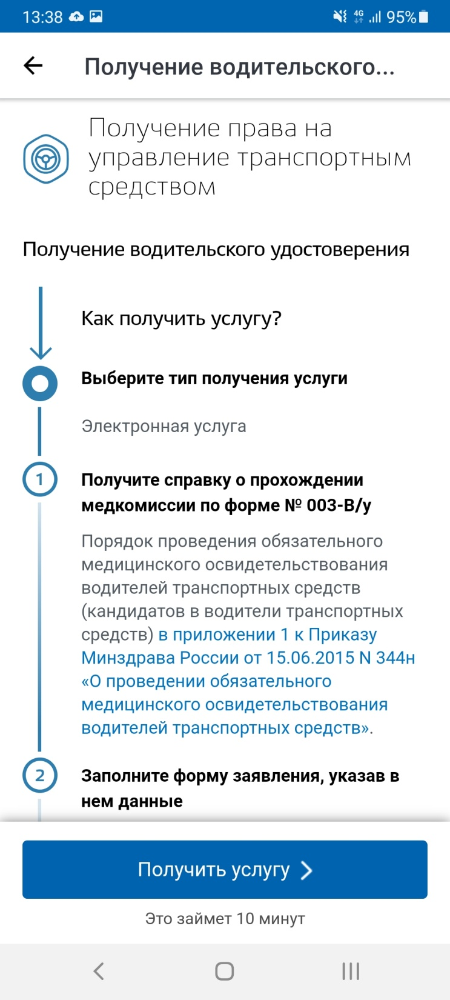 13:38
4G 95%
Получение водительского...
Получение права на
управление транспортным
средством
Получение водительского удостоверения
Как получить услугу?
Выберите тип получения услуги
Электронная услуга
1
Получите справку о прохождении
медкомиссии по форме № 003-В/у
Порядок проведения обязательного
медицинского освидетельствования
водителей транспортных средств
(кандидатов в водители транспортных
средств) в приложении 1 к Приказу
Минздрава России от 15.06.2015 N 344н
«О проведении обязательного
медицинского освидетельствования
водителей транспортных средств».
2
Заполните форму заявления, указав в
нем данные
Получить услугу
Это займет 10 минут